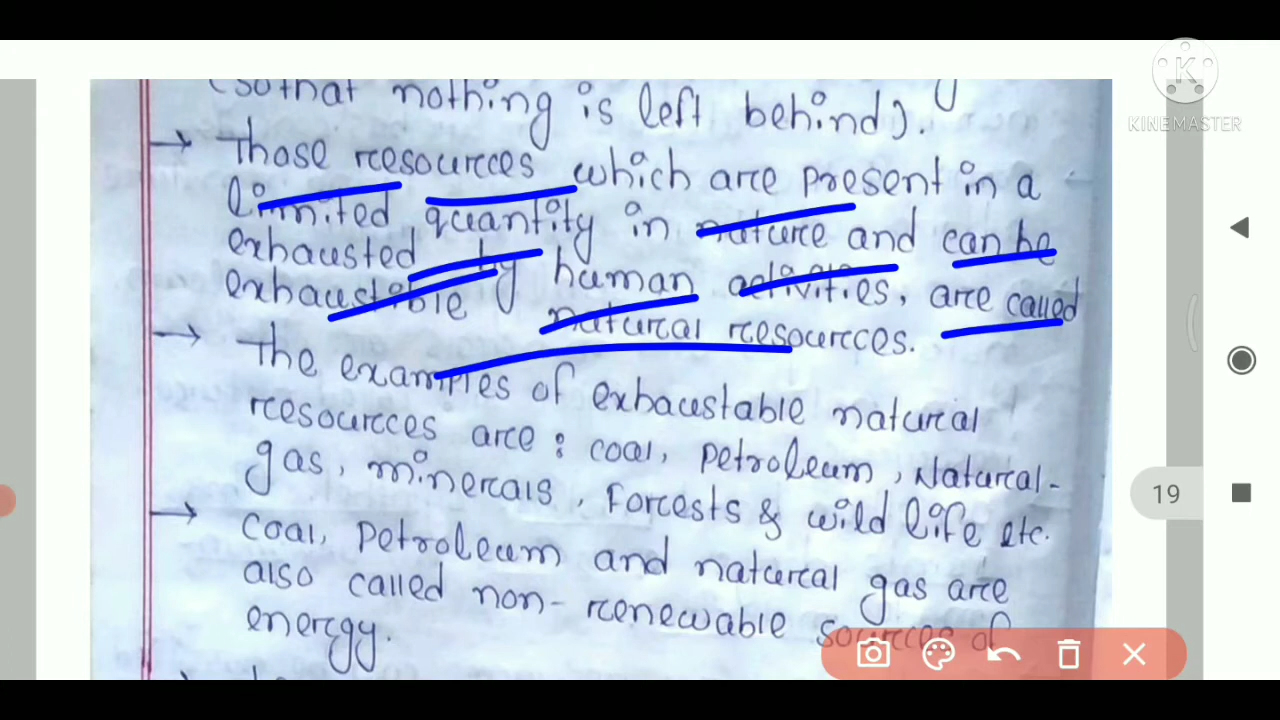 (so that nothing is left behind).
→ Those resources which are present in a
limited quantity in nature and can be
exhausted by human activities, are called
exhaustible natural resources.
→ The examples of exhaustable natural
resources are : coal, petroleum, Natural-
gas, minerals, Forests & wild life etc.
→ Coal, petroleum and natural gas are
also called non-renewable sources of
energy.
K
KINEMASTER
19